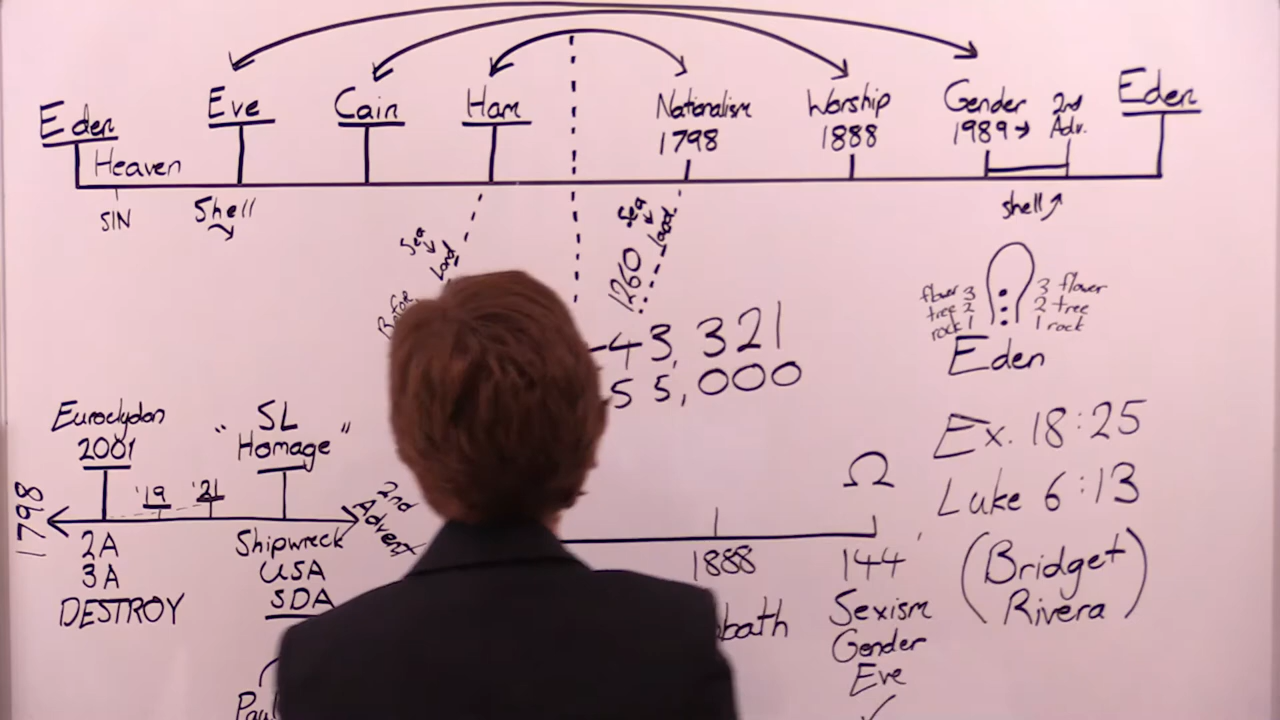 Eden
Eve
Cain
Ham
Nationalism
1798
Worship
1888
Gender
1989→
2nd
Adv.
Eden
Heaven
SIN
Shell
shell
Sea
Land
Sea
Land
1260
43,321
55,000
flower 3
tree 2
rock 1
3 flower
2 tree
1 rock
Eden
Ex. 18:25
Luke 6:13
(Bridget
Rivera)
Euroclydon
2001
'19
'21
"SL
Homage"
1798
2nd
Advent
2A
3A
DESTROY
Shipwreck
USA
SDA
Ω
1888
144
Sexism
Gender
Eve